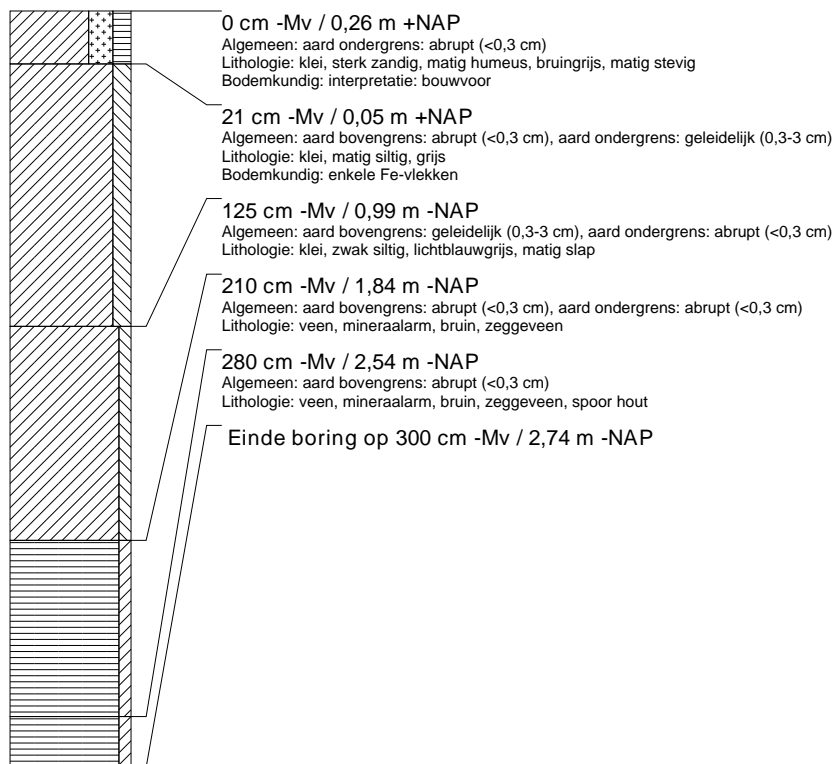 0 cm -Mv / 0,26 m +NAP
Algemeen: aard ondergrens: abrupt (<0,3 cm)
Lithologie: klei, sterk zandig, matig humeus, bruingrijs, matig stevig
Bodemkundig: interpretatie: bouwvoor
21 cm -Mv / 0,05 m +NAP
Algemeen: aard bovengrens: abrupt (<0,3 cm), aard ondergrens: geleidelijk (0,3-3 cm)
Lithologie: klei, matig siltig, grijs
Bodemkundig: enkele Fe-vlekken
125 cm -Mv / 0,99 m -NAP
Algemeen: aard bovengrens: geleidelijk (0,3-3 cm), aard ondergrens: abrupt (<0,3 cm)
Lithologie: klei, zwak siltig, lichtblauwgrijs, matig slap
210 cm -Mv / 1,84 m -NAP
Algemeen: aard bovengrens: abrupt (<0,3 cm), aard ondergrens: abrupt (<0,3 cm)
Lithologie: veen, mineraalarm, bruin, zeggeveen
280 cm -Mv / 2,54 m -NAP
Algemeen: aard bovengrens: abrupt (<0,3 cm)
Lithologie: veen, mineraalarm, bruin, zeggeveen, spoor hout
Einde boring op 300 cm -Mv / 2,74 m -NAP